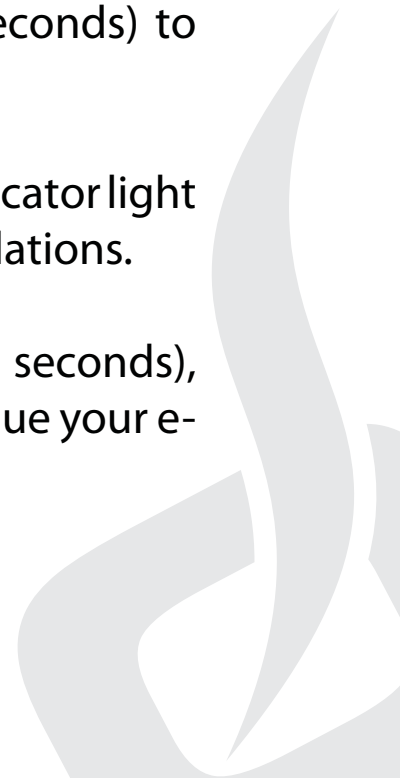 econds) to
cator light
lations.
seconds),
ue your e-